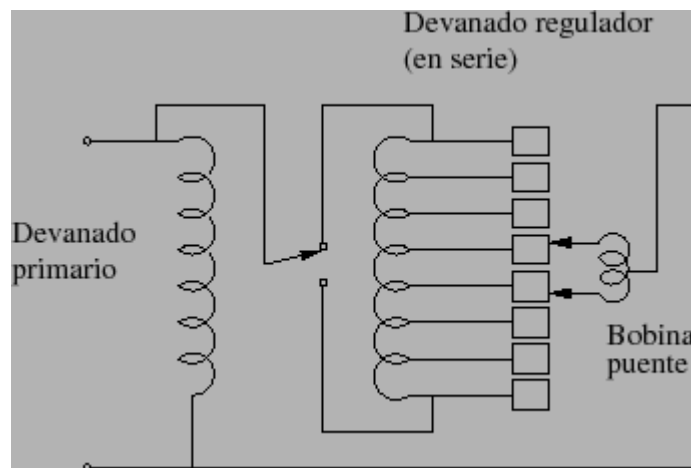 Devanado regulador
(en serie)
Devanado
primario
Bobina
puente